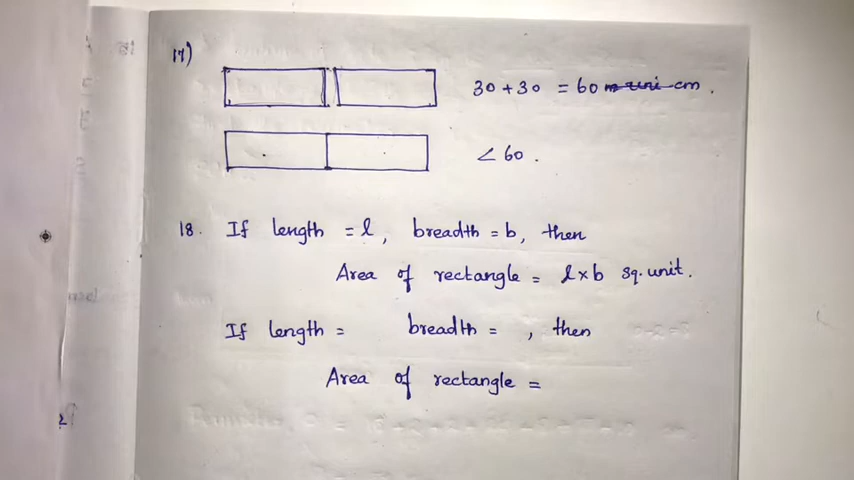 17)
30 + 30 = 60 cm.
< 60.
18. If length = l, breadth = b, then
Area of rectangle = l × b sq. unit.
If length = breadth = , then
Area of rectangle =